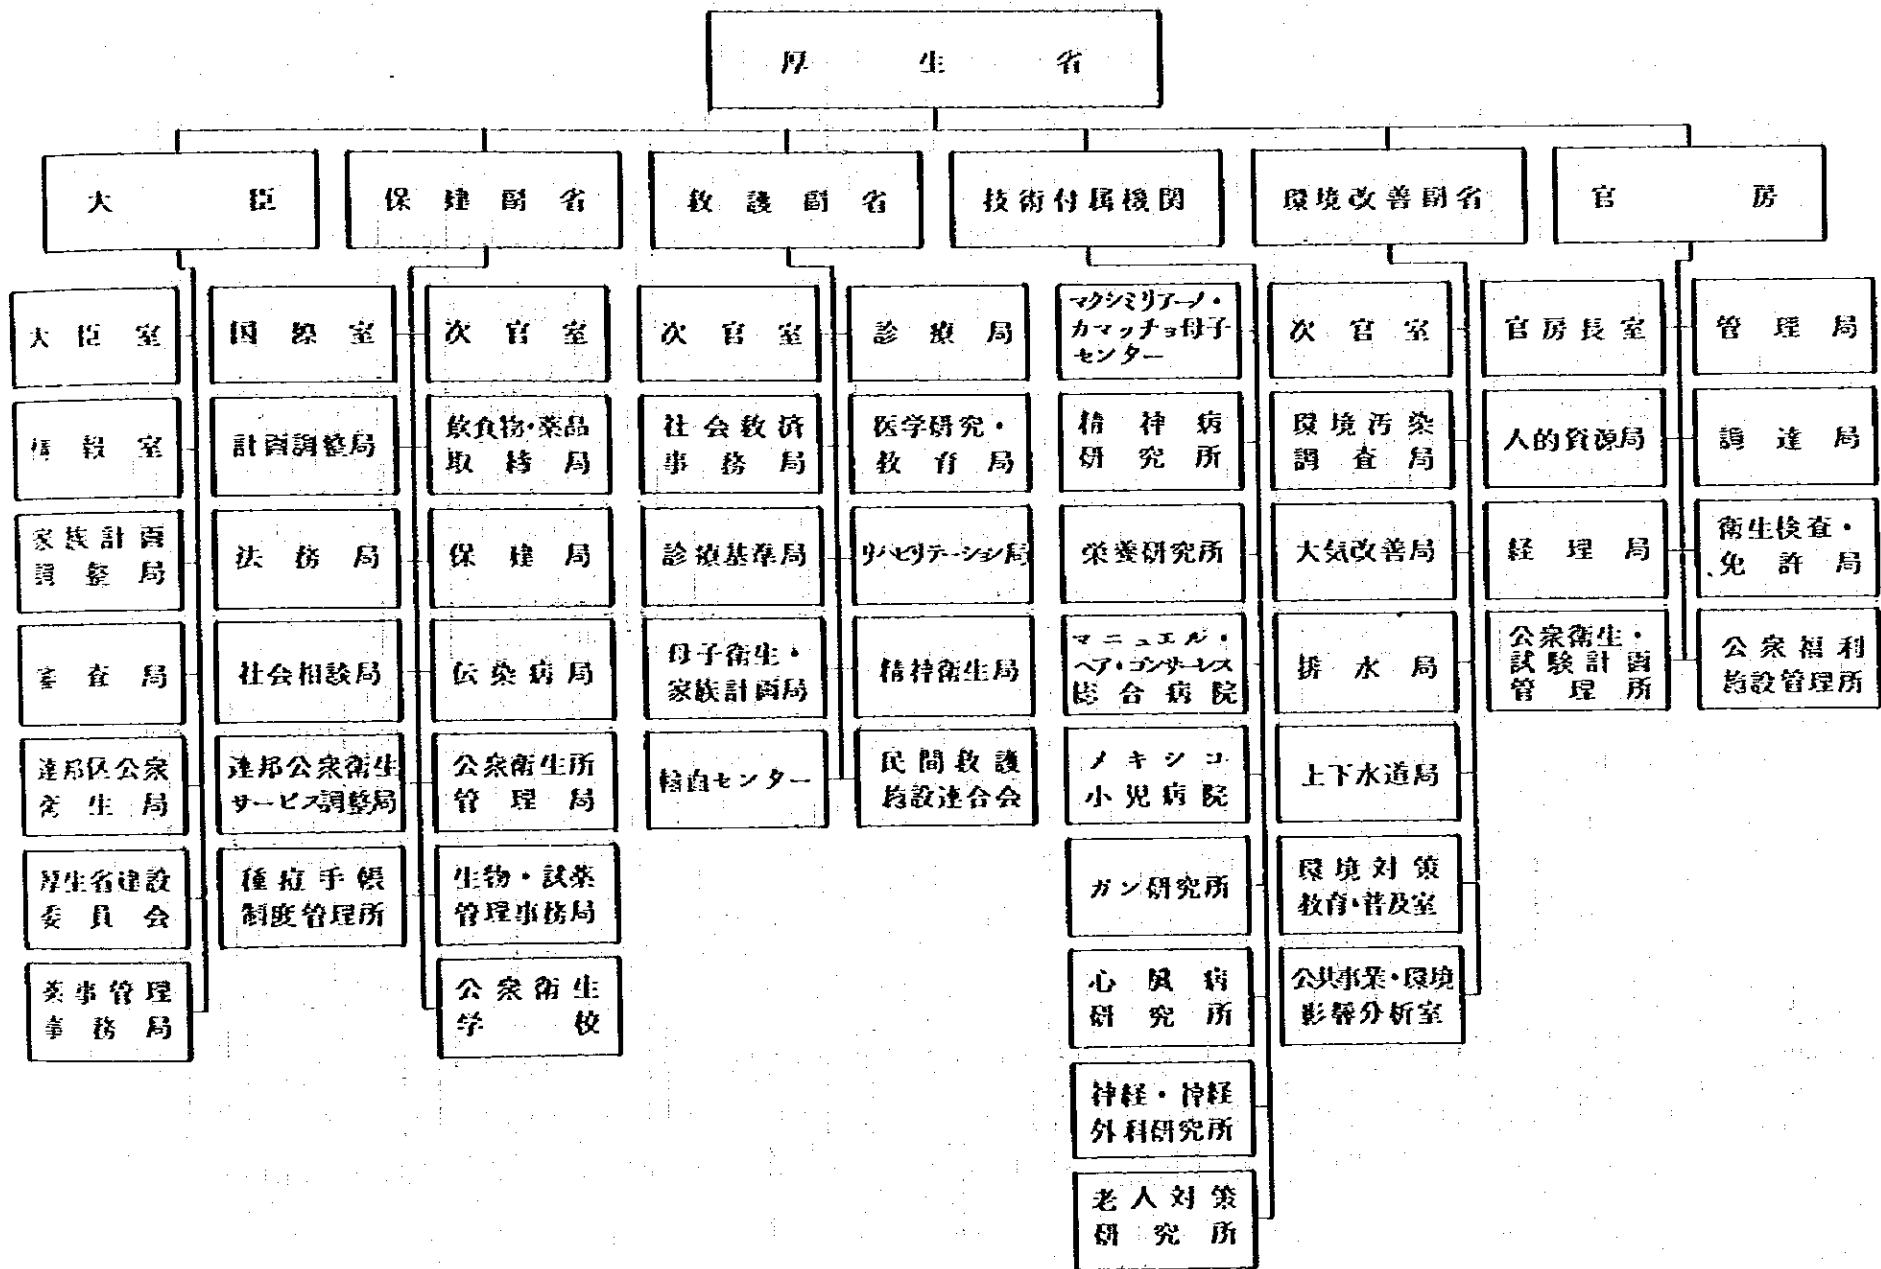 厚生省
大臣
保健副省
救護副省
技術付属機関
環境改善副省
官房
大臣室
情報室
家族計画
調整局
審査局
連邦区公衆
衛生局
厚生省建設
委員会
薬事管理
事務局
国際室
計画調整局
法務局
社会相談局
連邦公衆衛生
サービス調整局
種痘手帳
制度管理所
次官室
飲食物・薬品
取締局
保健局
伝染病局
公衆衛生所
管理局
生物・試薬
管理事務局
公衆衛生
学校
次官室
社会救済
事務局
診療基準局
母子衛生・
家族計画局
輸血センター
診療局
医学研究・
教育局
リハビリテーション局
精神衛生局
民間救護
施設連合会
マクシミリアーノ・
カマッチョ母子
センター
精神病
研究所
栄養研究所
マニュエル・
ヘア・ゴンサーレス
総合病院
メキシコ
小児病院
ガン研究所
心臓病
研究所
神経・神経
外科研究所
老人対策
研究所
次官室
環境汚染
調査局
大気改善局
排水局
上下水道局
環境対策
教育・普及室
公共事業・環境
影響分析室
官房長室
人的資源局
経理局
公衆衛生・
試験計画
管理所
管理局
調達局
衛生検査・
免許局
公衆福利
施設管理所